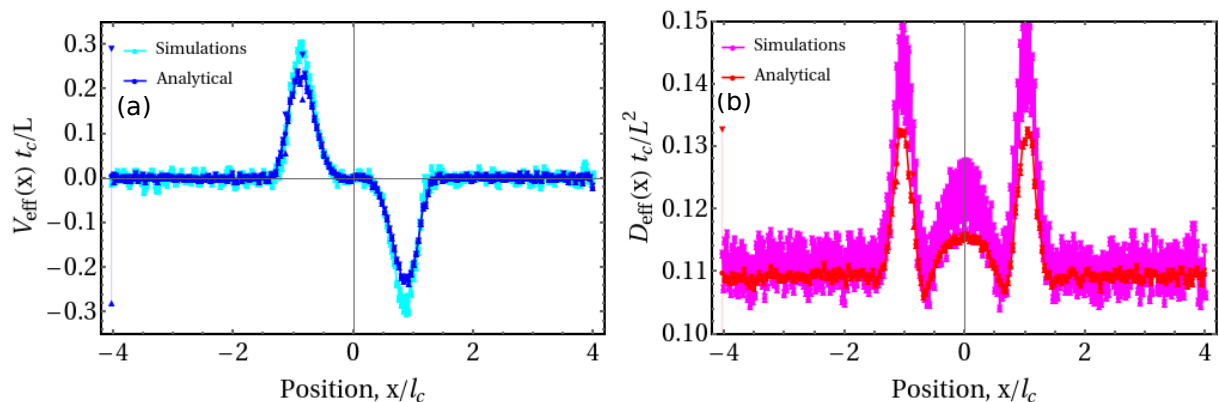 0.3
0.2
0.1
0.0
−0.1
−0.2
−0.3
V_eff(x) t_c/L
Simulations
Analytical
(a)
−4 −2 0 2 4
Position, x/l_c
0.15
0.14
0.13
0.12
0.11
0.10
D_eff(x) t_c/L²
Simulations
Analytical
(b)
−4 −2 0 2 4
Position, x/l_c